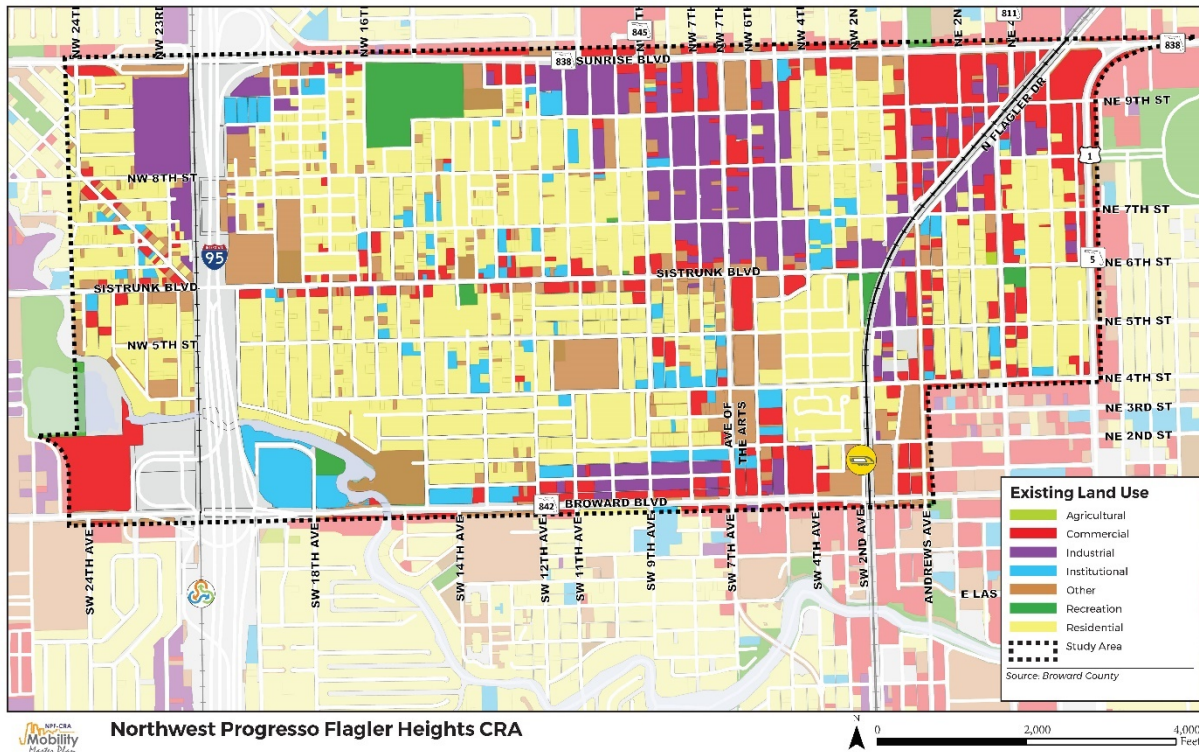 NW 24TH
NW 23RD
NW 16TH
845
NW 7TH
NW 7TH
NW 6TH
NW 4TH
NW 2N
NE 2N
811
838
SUNRISE BLVD
838
NE 9TH ST
N FLAGLER DR
1
NW 8TH ST
NE 7TH ST
95
SISTRUNK BLVD
NE 6TH ST
5
SISTRUNK BLVD
NE 5TH ST
NW 5TH ST
NE 4TH ST
AVE OF
THE ARTS
NE 3RD ST
NE 2ND ST
842
BROWARD BLVD
SW 24TH AVE
SW 18TH AVE
SW 14TH AVE
SW 12TH AVE
SW 11TH AVE
SW 9TH AVE
SW 7TH AVE
SW 4TH AVE
SW 2ND AVE
ANDREWS AVE
E LAS
Existing Land Use
Agricultural
Commercial
Industrial
Institutional
Other
Recreation
Residential
Study Area
Source: Broward County
NPF-CRA
Mobility
Master Plan
Northwest Progresso Flagler Heights CRA
N
0 2,000 4,000
Feet